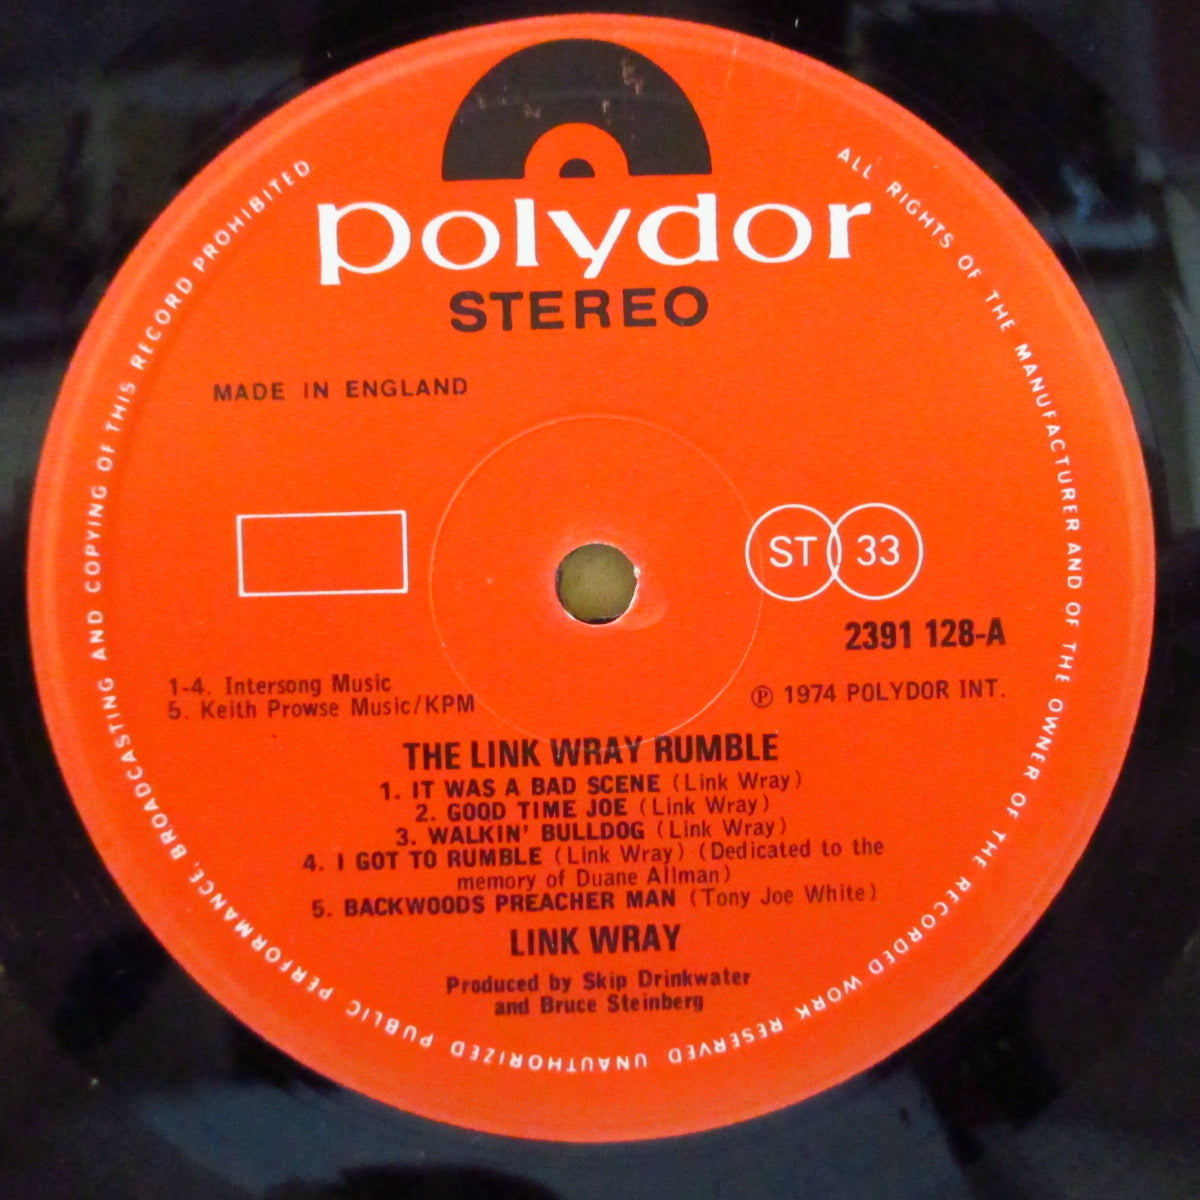 polydor
STEREO
MADE IN ENGLAND
ST 33
2391 128-A
1-4. Intersong Music
5. Keith Prowse Music/KPM
℗ 1974 POLYDOR INT.
THE LINK WRAY RUMBLE
1. IT WAS A BAD SCENE (Link Wray)
2. GOOD TIME JOE (Link Wray)
3. WALKIN' BULLDOG (Link Wray)
4. I GOT TO RUMBLE (Link Wray) (Dedicated to the
memory of Duane Allman)
5. BACKWOODS PREACHER MAN (Tony Joe White)
LINK WRAY
Produced by Skip Drinkwater
and Bruce Steinberg
ALL RIGHTS OF THE MANUFACTURER AND OF THE OWNER OF THE RECORDED WORK RESERVED UNAUTHORIZED PUBLIC PERFORMANCE, BROADCASTING AND COPYING OF THIS RECORD PROHIBITED